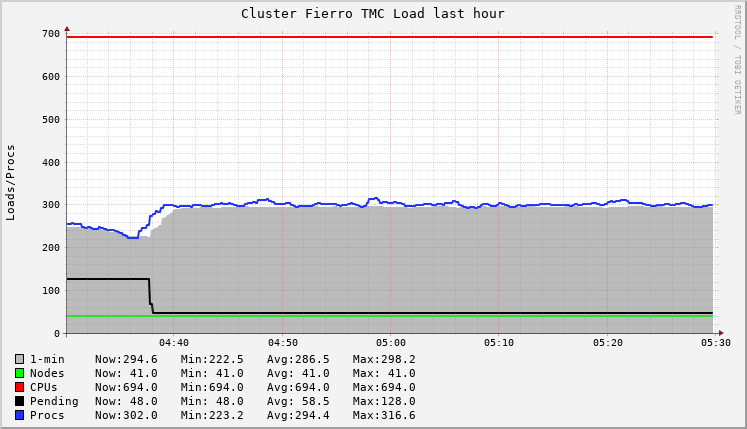 Cluster Fierro TMC Load last hour
RRDTOOL / TOBI OETIKER
Loads/Procs
700
600
500
400
300
200
100
0
04:40 04:50 05:00 05:10 05:20 05:30
1-min Now:294.6 Min:222.5 Avg:286.5 Max:298.2
Nodes Now: 41.0 Min: 41.0 Avg: 41.0 Max: 41.0
CPUs Now:694.0 Min:694.0 Avg:694.0 Max:694.0
Pending Now: 48.0 Min: 48.0 Avg: 58.5 Max:128.0
Procs Now:302.0 Min:223.2 Avg:294.4 Max:316.6